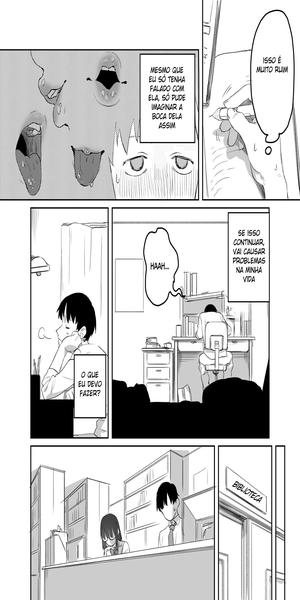 ISSO É
MUITO RUIM
MESMO QUE
EU SÓ TENHA
FALADO COM
ELA, SÓ PUDE
IMAGINAR A
BOCA DELA
ASSIM
SE ISSO
CONTINUAR,
VAI CAUSAR
PROBLEMAS
NA MINHA
VIDA
HAAH...
O QUE
EU DEVO
FAZER?
BIBLIOTECA